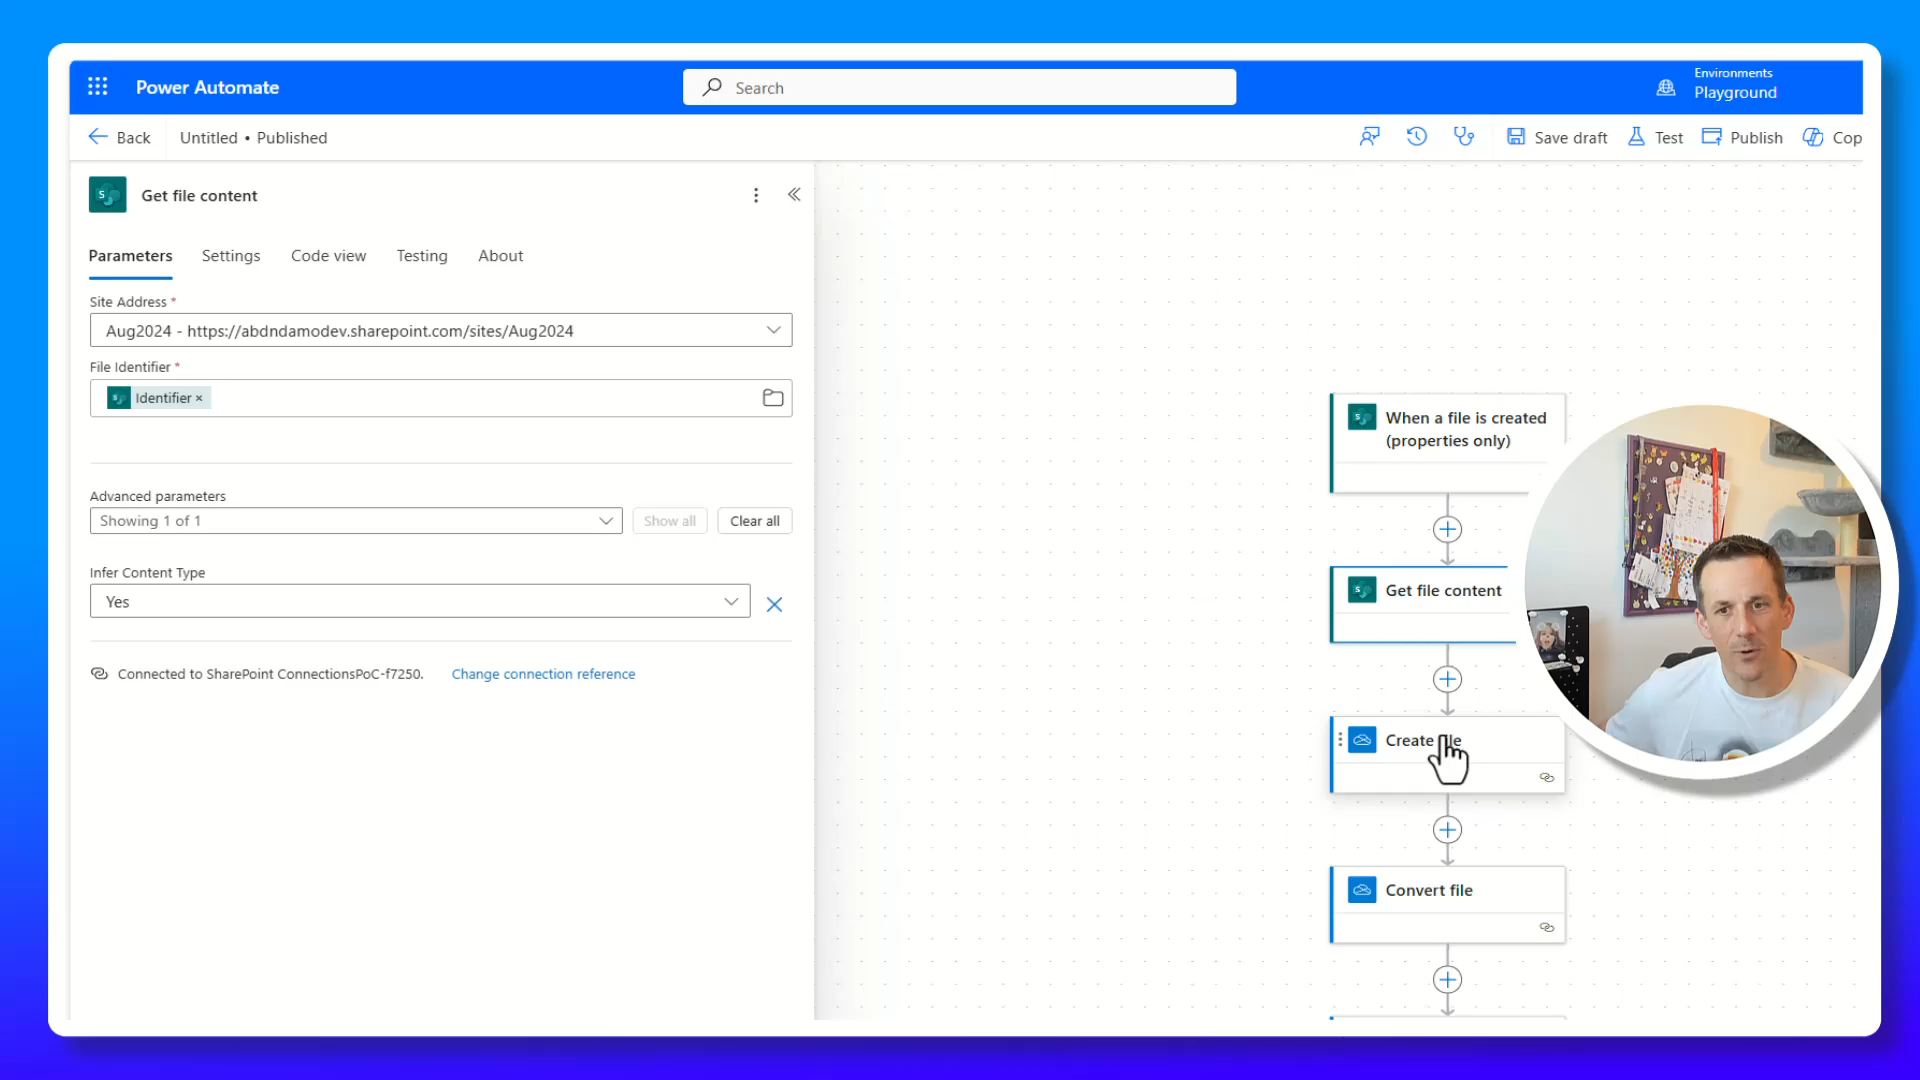 Power Automate
Search
Environments
Playground
Back
Untitled • Published
Save draft
Test
Publish
Cop
Get file content
Parameters
Settings
Code view
Testing
About
Site Address *
Aug2024 - https://abdndamodev.sharepoint.com/sites/Aug2024
File Identifier *
Identifier ×
Advanced parameters
Showing 1 of 1
Show all
Clear all
Infer Content Type
Yes
Connected to SharePoint ConnectionsPoC-f7250.
Change connection reference
When a file is created
(properties only)
Get file content
Create file
Convert file